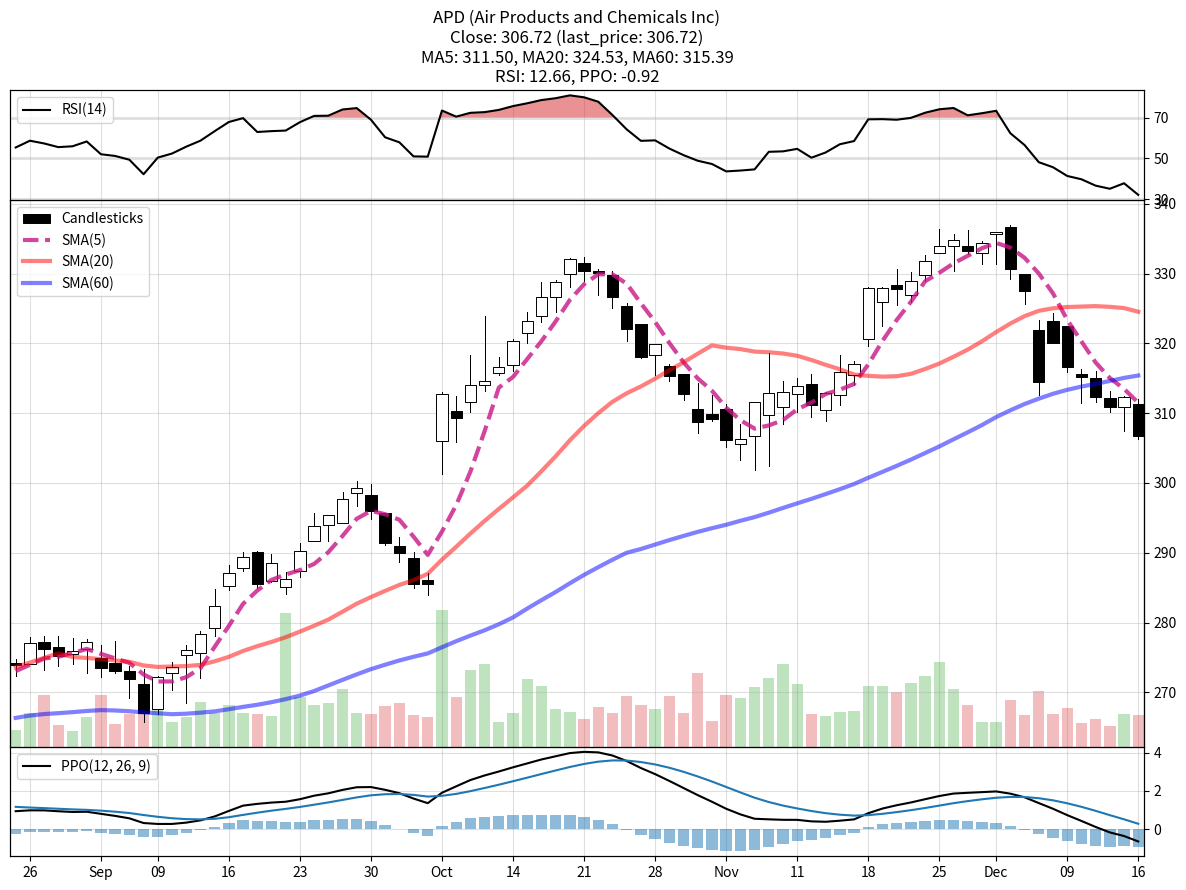 APD (Air Products and Chemicals Inc)
Close: 306.72 (last_price: 306.72)
MA5: 311.50, MA20: 324.53, MA60: 315.39
RSI: 12.66, PPO: -0.92
RSI(14)
70
50
30
340
Candlesticks
SMA(5)
SMA(20)
SMA(60)
330
320
310
300
290
280
270
PPO(12, 26, 9)
4
2
0
26 Sep 09 16 23 30 Oct 14 21 28 Nov 11 18 25 Dec 09 16